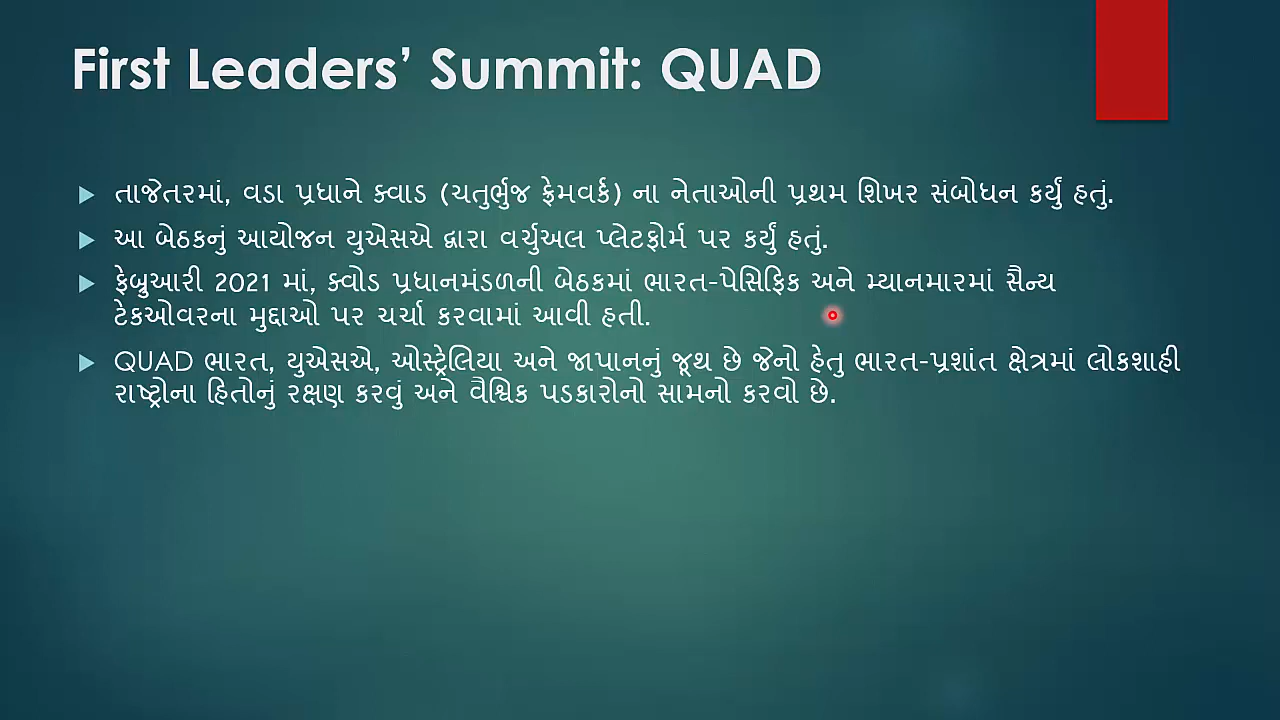 First Leaders’ Summit: QUAD
તાજેતરમાં, વડા પ્રધાને ક્વાડ (ચતુર્ભુજ ફ્રેમવર્ક) ના નેતાઓની પ્રથમ શિખર સંબોધન કર્યું હતું.
આ બેઠકનું આયોજન યુએસએ દ્વારા વર્ચુઅલ પ્લેટફોર્મ પર કર્યું હતું.
ફેબ્રુઆરી 2021 માં, ક્વોડ પ્રધાનમંડળની બેઠકમાં ભારત-પેસિફિક અને મ્યાનમારમાં સૈન્ય
ટેકઓવરના મુદ્દાઓ પર ચર્ચા કરવામાં આવી હતી.
QUAD ભારત, યુએસએ, ઓસ્ટ્રેલિયા અને જાપાનનું જૂથ છે જેનો હેતુ ભારત-પ્રશાંત ક્ષેત્રમાં લોકશાહી
રાષ્ટ્રોના હિતોનું રક્ષણ કરવું અને વૈશ્વિક પડકારોનો સામનો કરવો છે.